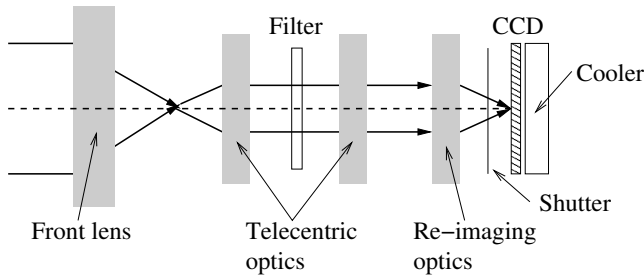 Filter
CCD
Cooler
Shutter
Front lens
Telecentric
optics
Re−imaging
optics